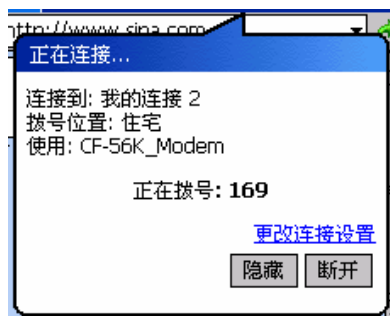 http://www.sina.com
正在连接...
连接到: 我的连接 2
拨号位置: 住宅
使用: CF-56K_Modem
正在拨号: 169
更改连接设置
隐藏 断开